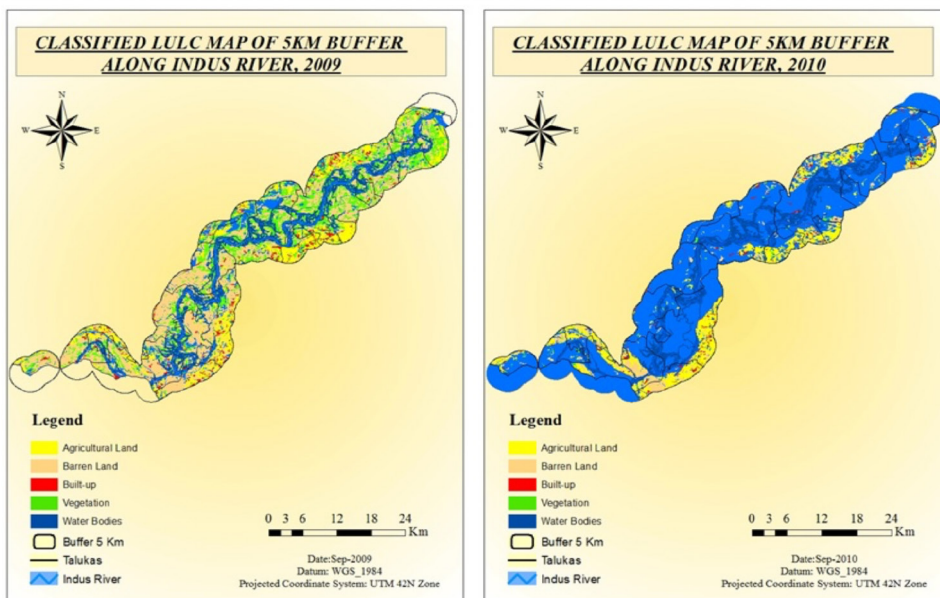 CLASSIFIED LULC MAP OF 5KM BUFFER
ALONG INDUS RIVER, 2009
N
W E
S
Legend
Agricultural Land
Barren Land
Built-up
Vegetation
Water Bodies
Buffer 5 Km
Talukas
Indus River
0 3 6 12 18 24
Km
Date:Sep-2009
Datum: WGS_1984
Projected Coordinate System: UTM 42N Zone
CLASSIFIED LULC MAP OF 5KM BUFFER
ALONG INDUS RIVER, 2010
N
W E
S
Legend
Agricultural Land
Barren Land
Built-up
Vegetation
Water Bodies
Buffer 5 Km
Talukas
Indus River
0 3 6 12 18 24
Km
Date:Sep-2010
Datum: WGS_1984
Projected Coordinate System: UTM 42N Zone